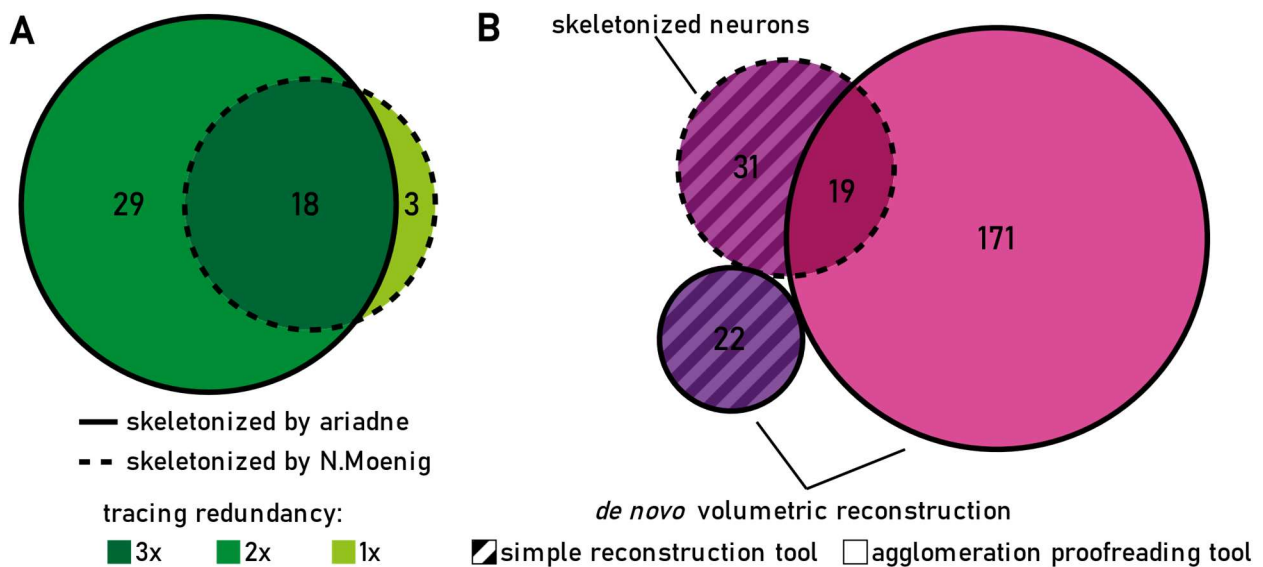 A
29
18
3
skeletonized by ariadne
skeletonized by N.Moenig
tracing redundancy:
3x 2x 1x
B
skeletonized neurons
31
19
171
22
de novo volumetric reconstruction
simple reconstruction tool agglomeration proofreading tool